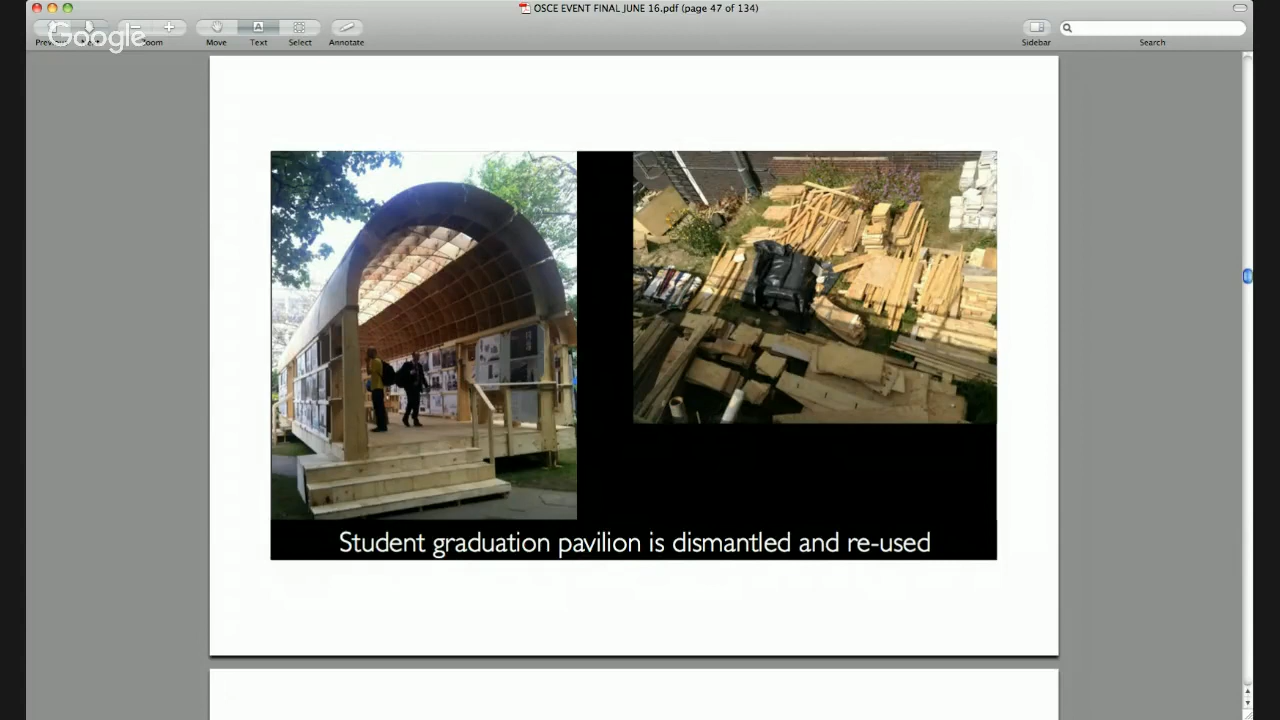 OSCE EVENT FINAL JUNE 16.pdf (page 47 of 134)
Google
Zoom
Move
Text
Select
Annotate
Sidebar
Search
Student graduation pavilion is dismantled and re-used